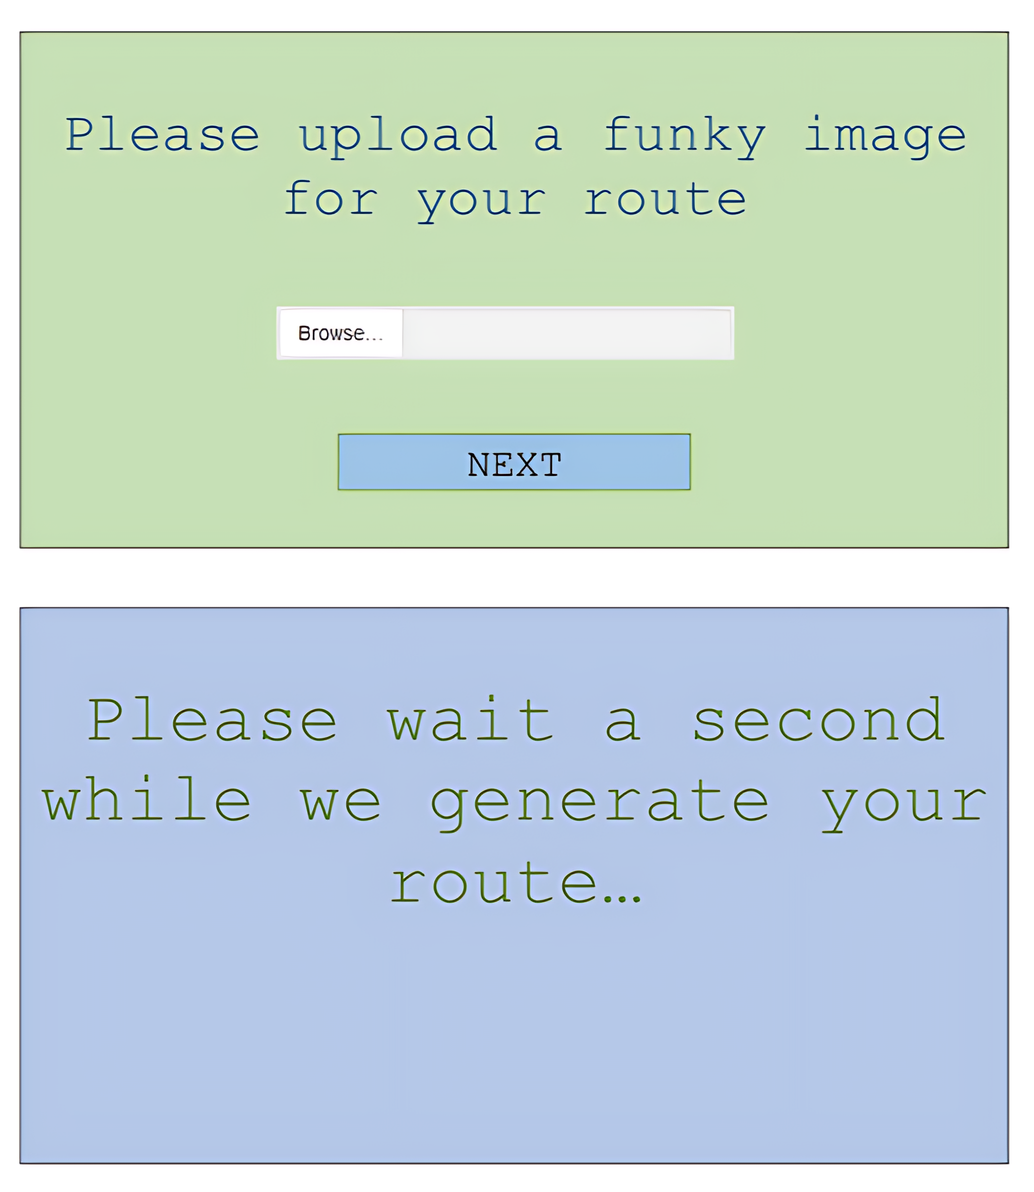 Please upload a funky image
for your route
Browse...
NEXT
Please wait a second
while we generate your
route…